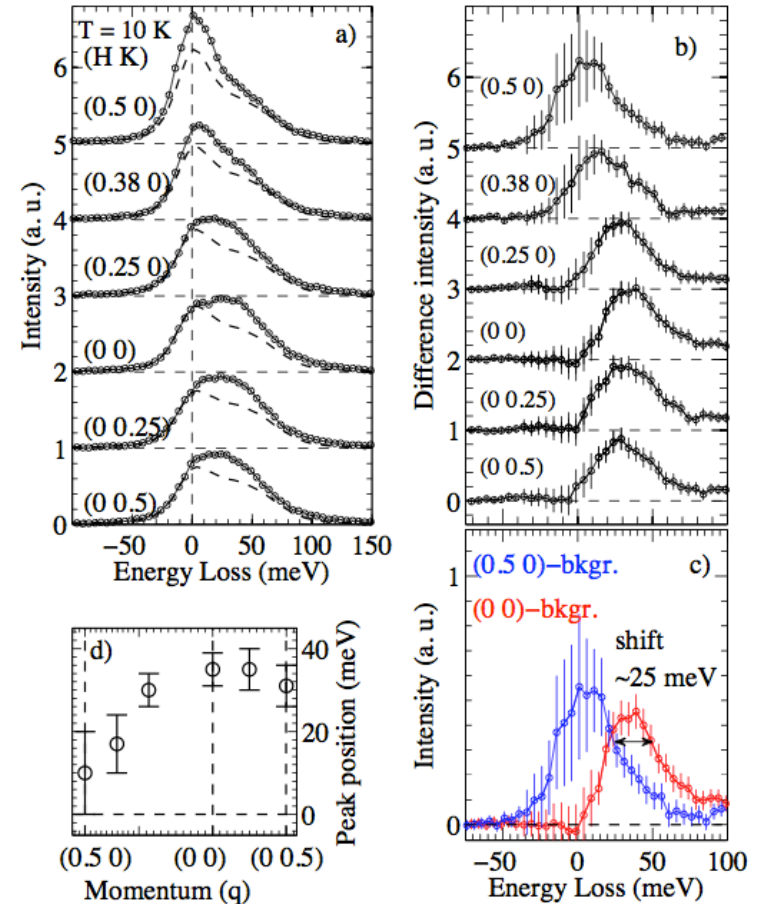 T = 10 K
a)
(H K)
(0.5 0)
(0.38 0)
(0.25 0)
(0 0)
(0 0.25)
(0 0.5)
6
5
4
3
2
1
0
Intensity (a. u.)
−50 0 50 100 150
Energy Loss (meV)
b)
(0.5 0)
(0.38 0)
(0.25 0)
(0 0)
(0 0.25)
(0 0.5)
6
5
4
3
2
1
0
Difference intensity (a. u.)
(0.5 0)−bkgr.
c)
(0 0)−bkgr.
shift
~25 meV
1
0
Intensity (a. u.)
−50 0 50 100
Energy Loss (meV)
d)
40
20
0
Peak position (meV)
(0.5 0) (0 0) (0 0.5)
Momentum (q)